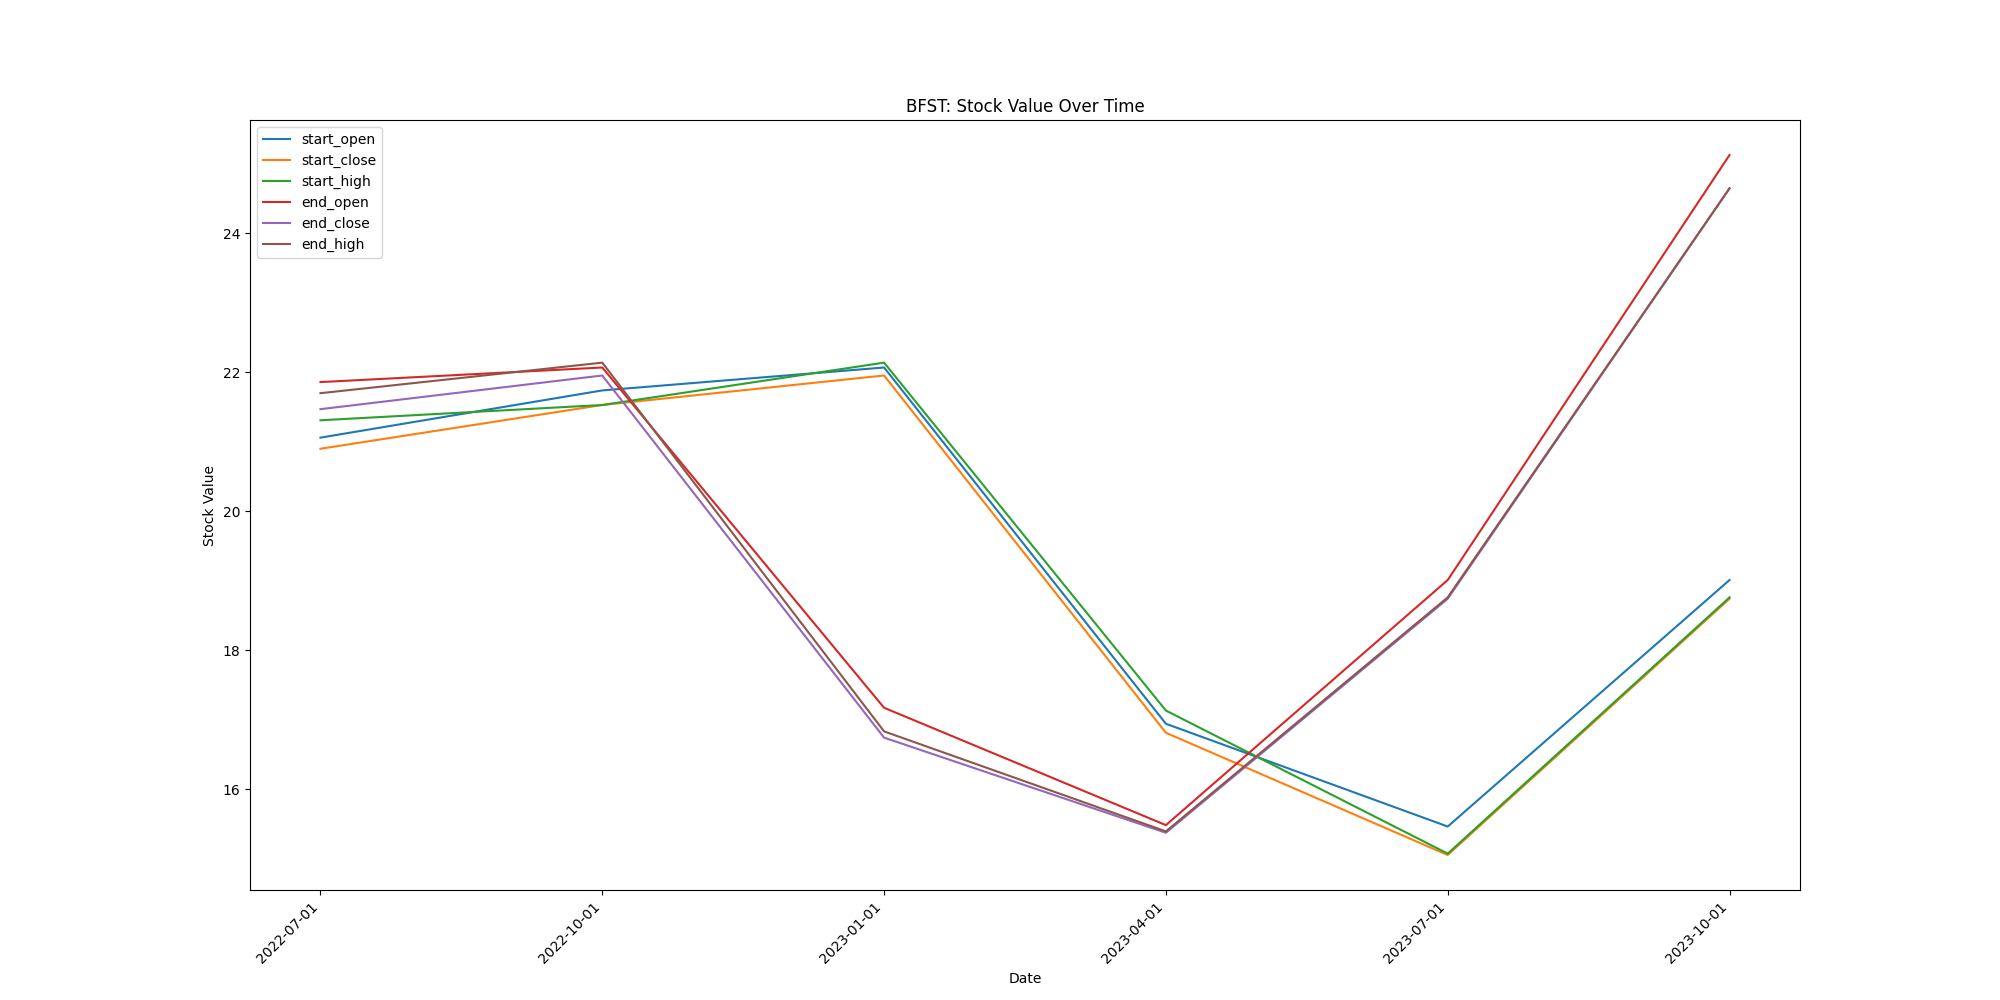 BFST: Stock Value Over Time
start_open
start_close
start_high
end_open
end_close
end_high
Stock Value
24
22
20
18
16
2022-07-01
2022-10-01
2023-01-01
2023-04-01
2023-07-01
2023-10-01
Date